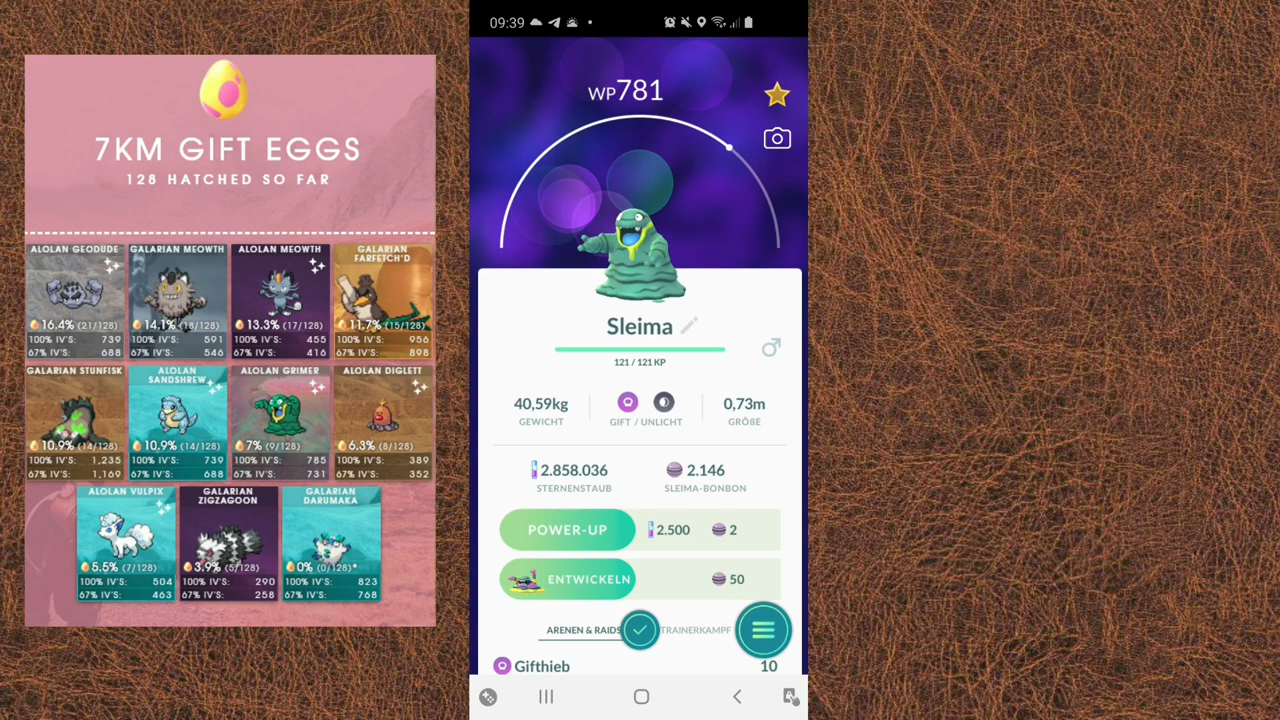 7KM GIFT EGGS
128 HATCHED SO FAR
ALOLAN GEODUDE
16.4% (21/128)
100% IV'S: 739
67% IV'S: 688
GALARIAN MEOWTH
14.1% (18/128)
100% IV'S: 591
67% IV'S: 546
ALOLAN MEOWTH
13.3% (17/128)
100% IV'S: 455
67% IV'S: 416
GALARIAN
FARFETCH'D
11.7% (15/128)
100% IV'S: 956
67% IV'S: 898
GALARIAN STUNFISK
10.9% (14/128)
100% IV'S: 1,235
67% IV'S: 1,169
ALOLAN
SANDSHREW
10.9% (14/128)
100% IV'S: 739
67% IV'S: 688
ALOLAN GRIMER
7% (9/128)
100% IV'S: 785
67% IV'S: 731
ALOLAN DIGLETT
6.3% (8/128)
100% IV'S: 389
67% IV'S: 352
ALOLAN VULPIX
5.5% (7/128)
100% IV'S: 504
67% IV'S: 463
GALARIAN
ZIGZAGOON
3.9% (5/128)
100% IV'S: 290
67% IV'S: 258
GALARIAN
DARUMAKA
0% (0/128)*
100% IV'S: 823
67% IV'S: 768
09:39
WP781
Sleima
121 / 121 KP
40,59kg
GEWICHT
GIFT / UNLICHT
0,73m
GRÖßE
2.858.036
STERNENSTAUB
2.146
SLEIMA-BONBON
POWER-UP 2.500 2
ENTWICKELN 50
ARENEN & RAIDS TRAINERKAMPF
Gifthieb 10